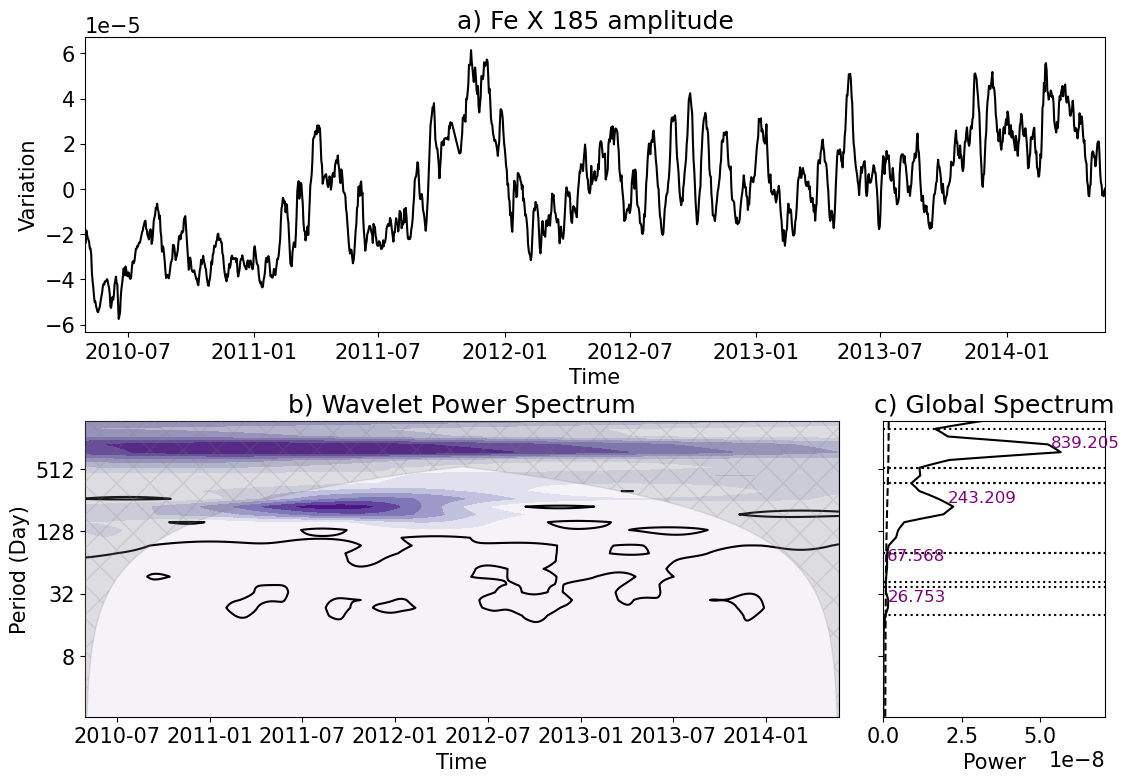 a) Fe X 185 amplitude
1e−5
6
4
2
0
−2
−4
−6
Variation
2010-07 2011-01 2011-07 2012-01 2012-07 2013-01 2013-07 2014-01
Time
b) Wavelet Power Spectrum
512
128
32
8
Period (Day)
2010-07 2011-01 2011-07 2012-01 2012-07 2013-01 2013-07 2014-01
Time
c) Global Spectrum
839.205
243.209
67.568
26.753
0.0 2.5 5.0
Power 1e−8